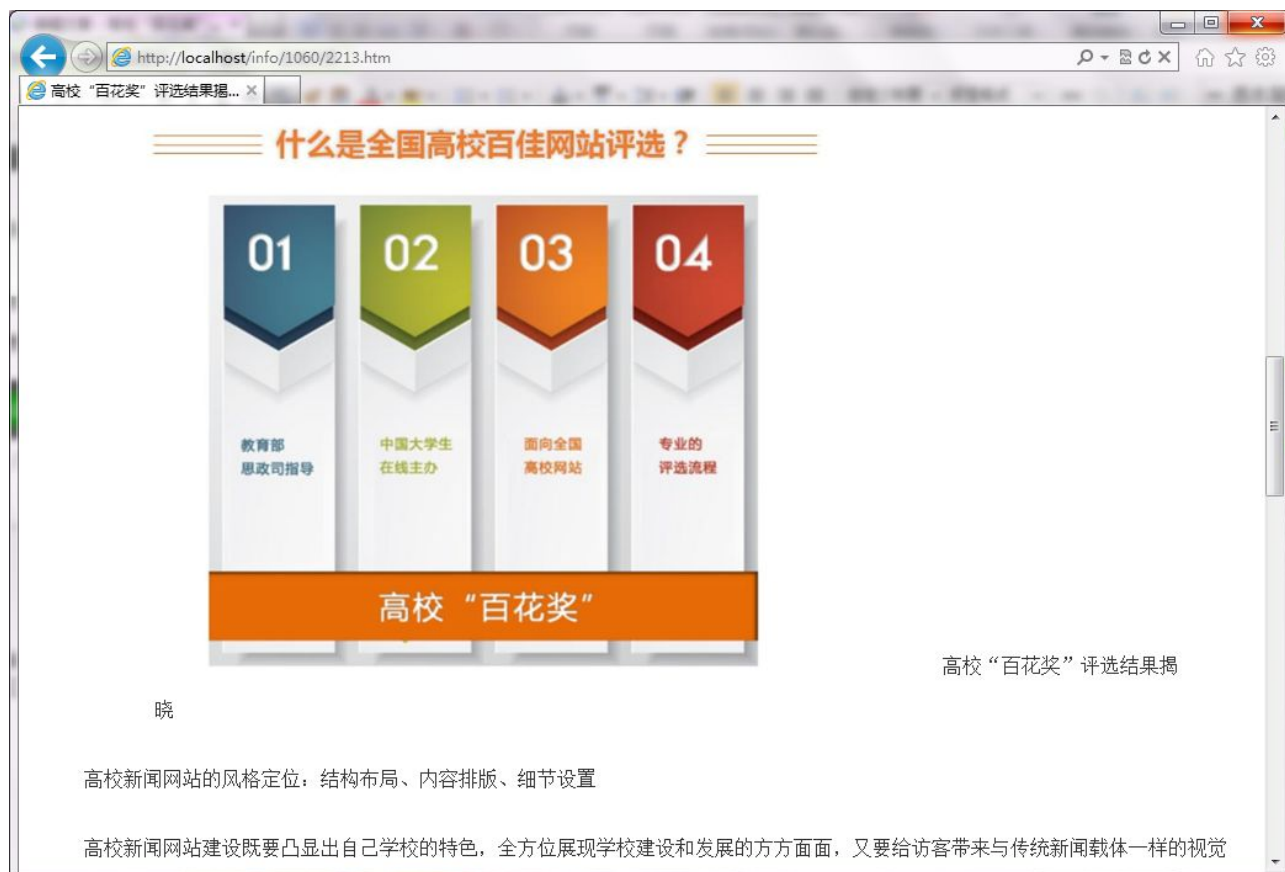 http://localhost/info/1060/2213.htm
高校“百花奖”评选结果揭...
什么是全国高校百佳网站评选？
01
02
03
04
教育部
思政司指导
中国大学生
在线主办
面向全国
高校网站
专业的
评选流程
高校“百花奖”
高校“百花奖”评选结果揭
晓
高校新闻网站的风格定位：结构布局、内容排版、细节设置
高校新闻网站建设既要凸显出自己学校的特色，全方位展现学校建设和发展的方方面面，又要给访客带来与传统新闻载体一样的视觉